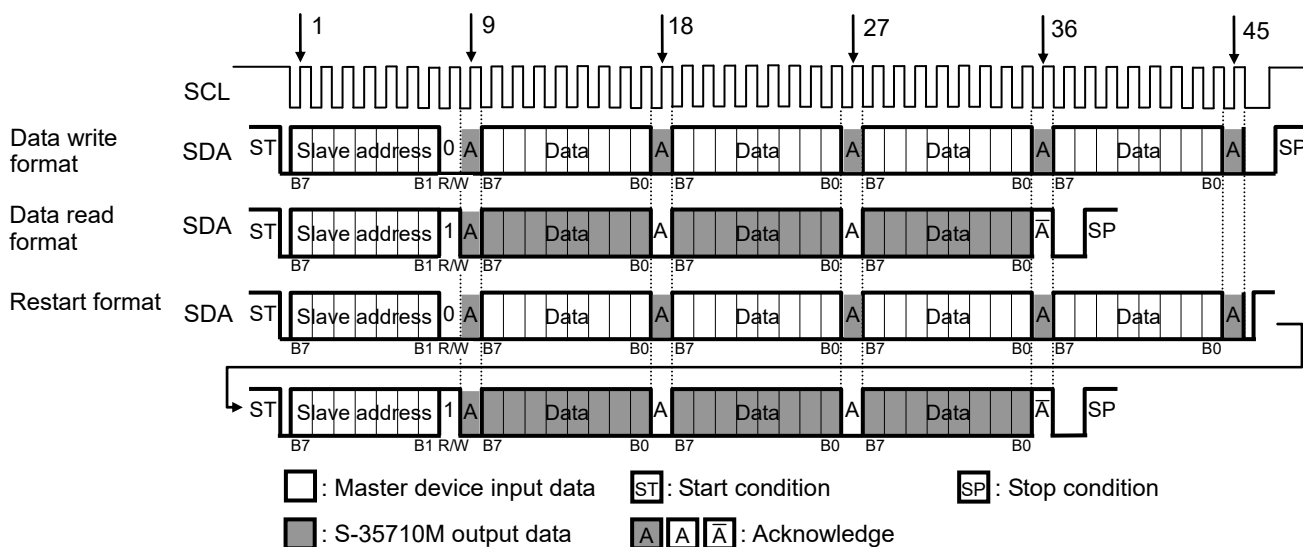 1 9 18 27 36 45
SCL
Data write
format
SDA ST Slave address 0 A Data A Data A Data A Data A SP
B7 B1 R/W B7 B0 B7 B0 B7 B0 B7 B0
Data read
format
SDA ST Slave address 1 A Data A Data A Data A̅ SP
B7 B1 R/W B7 B0 B7 B0 B7 B0
Restart format
SDA ST Slave address 0 A Data A Data A Data A Data A
B7 B1 R/W B7 B0 B7 B0 B7 B0 B7 B0
ST Slave address 1 A Data A Data A Data A̅ SP
B7 B1 R/W B7 B0 B7 B0 B7 B0
: Master device input data ST : Start condition SP : Stop condition
: S-35710M output data A A A̅ : Acknowledge